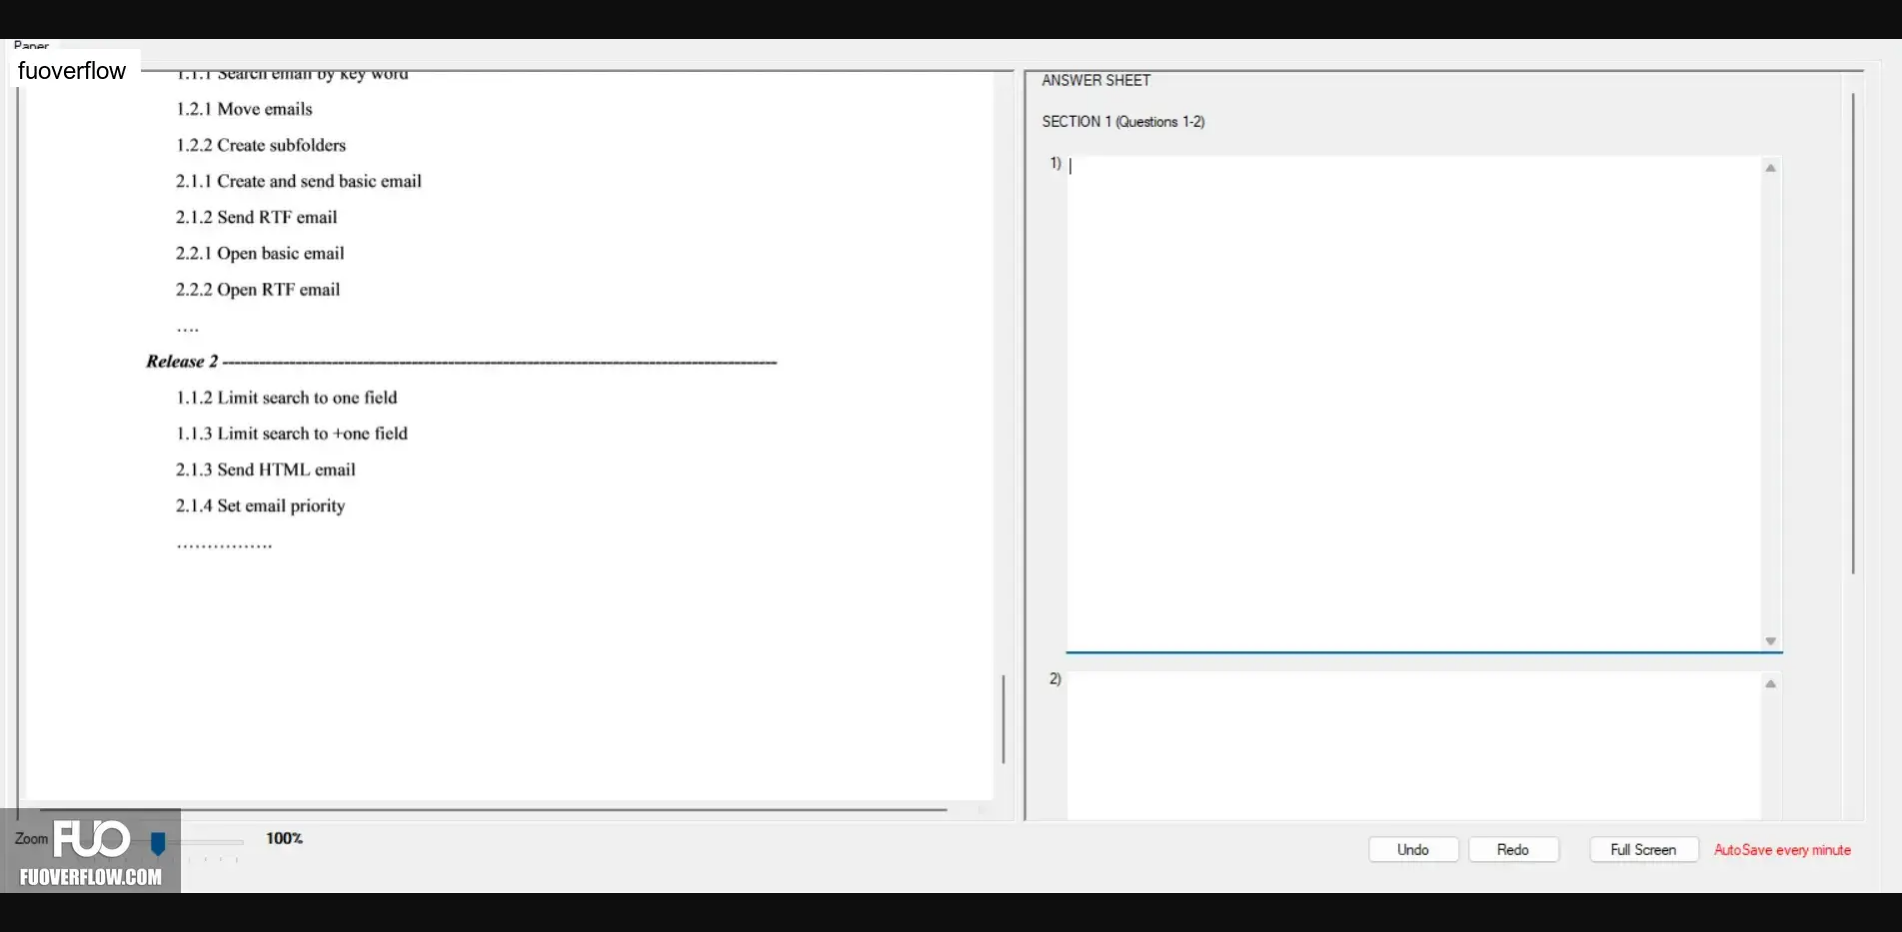 Paper
fuoverflow
1.1.1 Search email by key word
1.2.1 Move emails
1.2.2 Create subfolders
2.1.1 Create and send basic email
2.1.2 Send RTF email
2.2.1 Open basic email
2.2.2 Open RTF email
....
Release 2 ----------------------------------------------------------------
1.1.2 Limit search to one field
1.1.3 Limit search to +one field
2.1.3 Send HTML email
2.1.4 Set email priority
................
ANSWER SHEET
SECTION 1 (Questions 1-2)
1)
2)
Zoom
100%
FUO
FUOVERFLOW.COM
Undo
Redo
Full Screen
AutoSave every minute